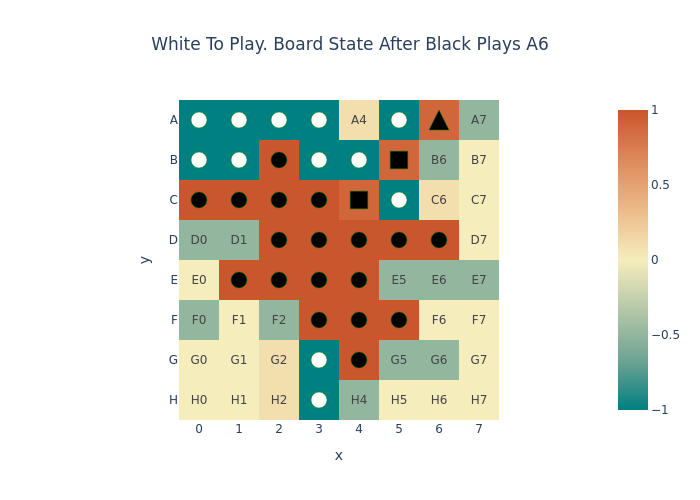 White To Play. Board State After Black Plays A6
A A4 A7 1
B B6 B7
0.5
C C6 C7
D D0 D1 D7
y 0
E E0 E5 E6 E7
F F0 F1 F2 F6 F7
−0.5
G G0 G1 G2 G5 G6 G7
H H0 H1 H2 H4 H5 H6 H7 −1
0 1 2 3 4 5 6 7
x